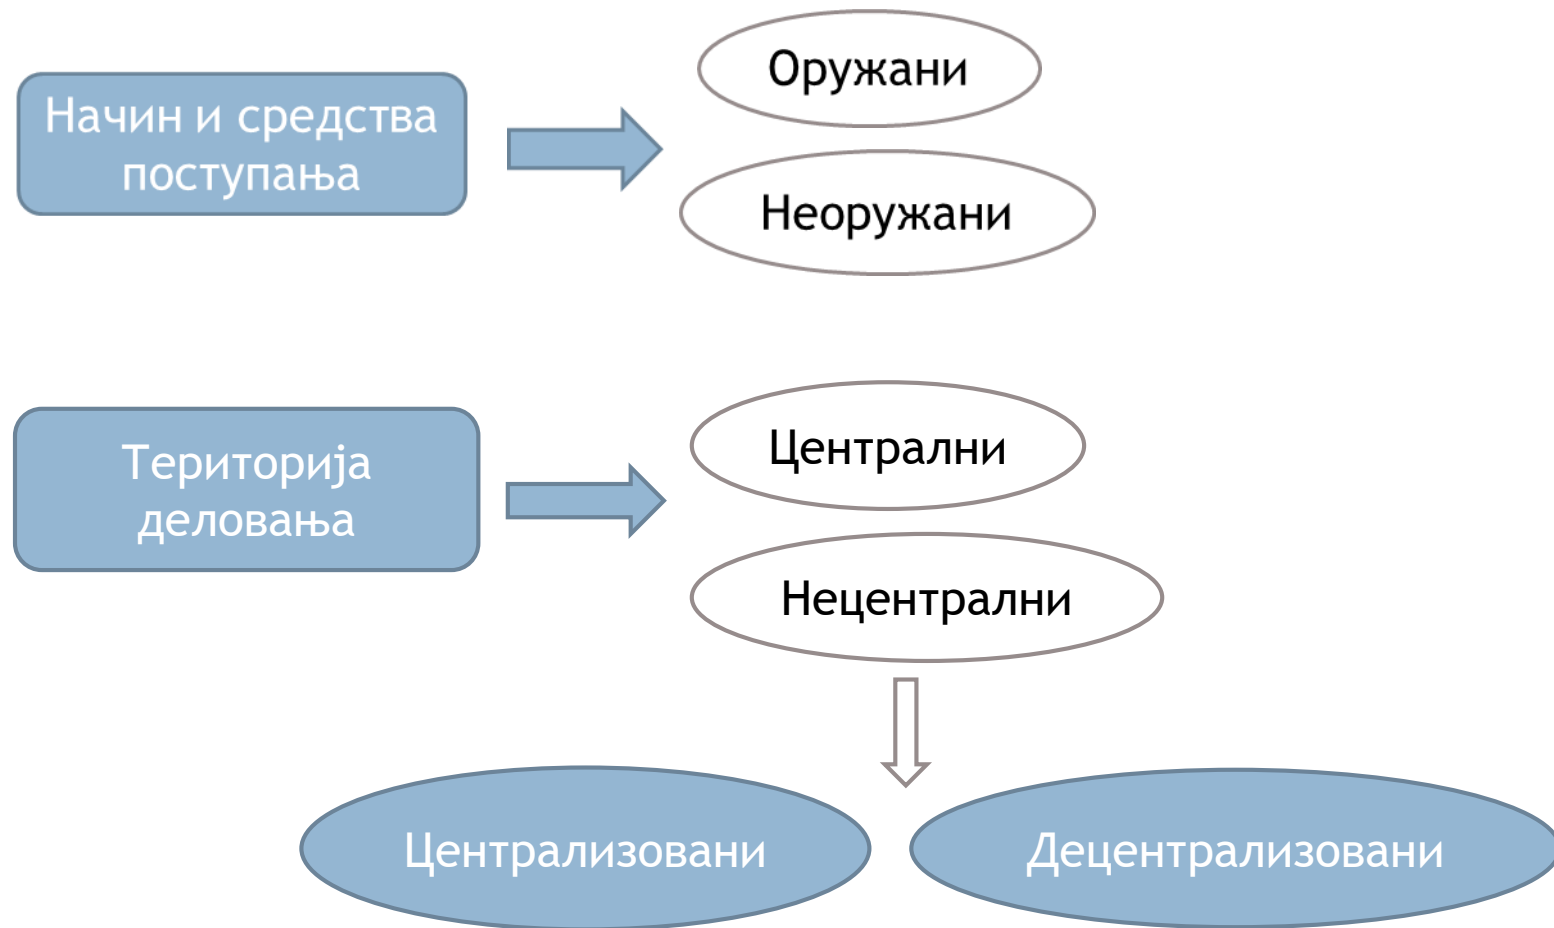 Начин и средства
поступања
Оружани
Неоружани
Територија
деловања
Централни
Нецентрални
Централизовани
Децентрализовани